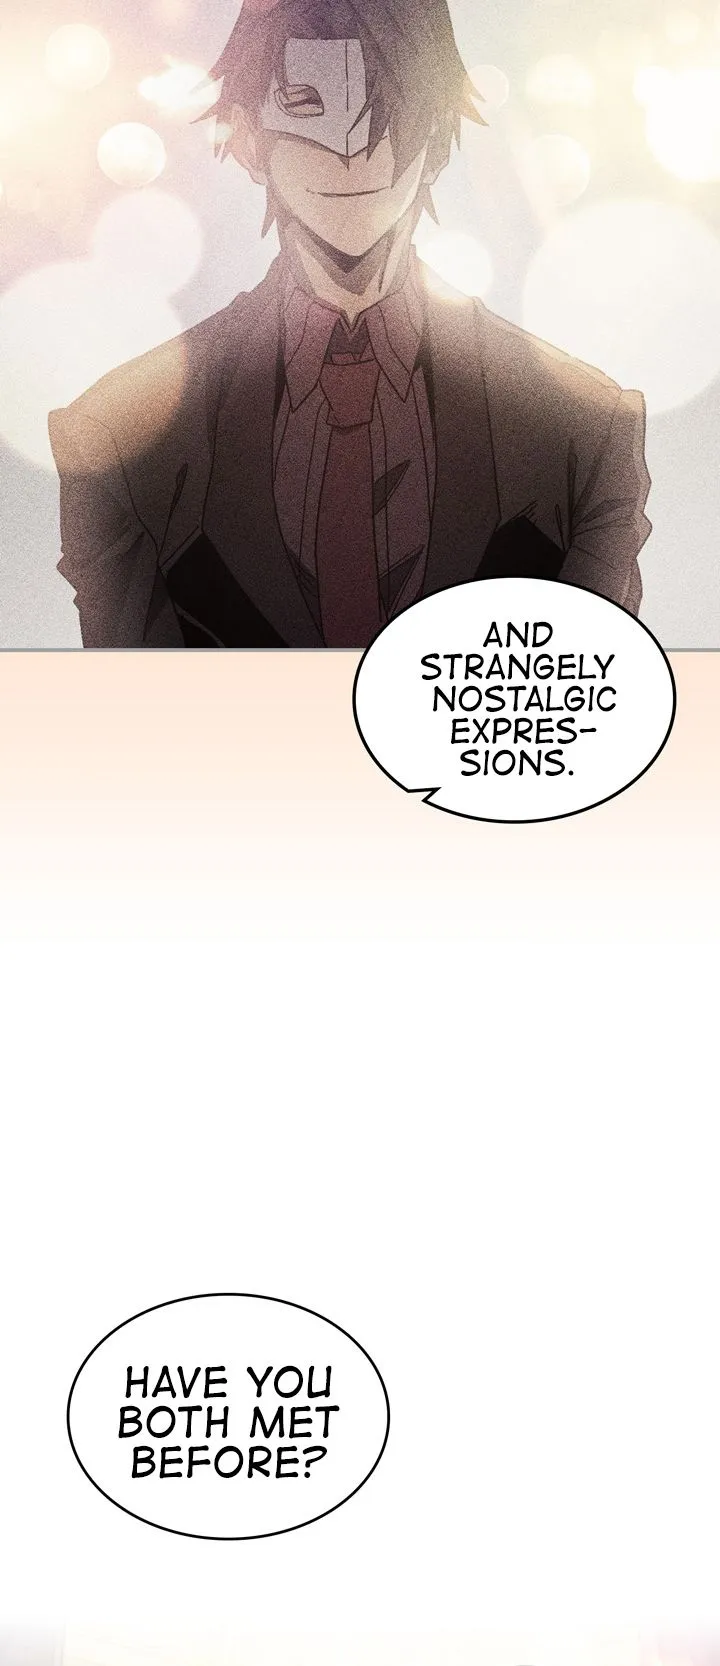 AND
STRANGELY
NOSTALGIC
EXPRES-
SIONS.
HAVE YOU
BOTH MET
BEFORE?